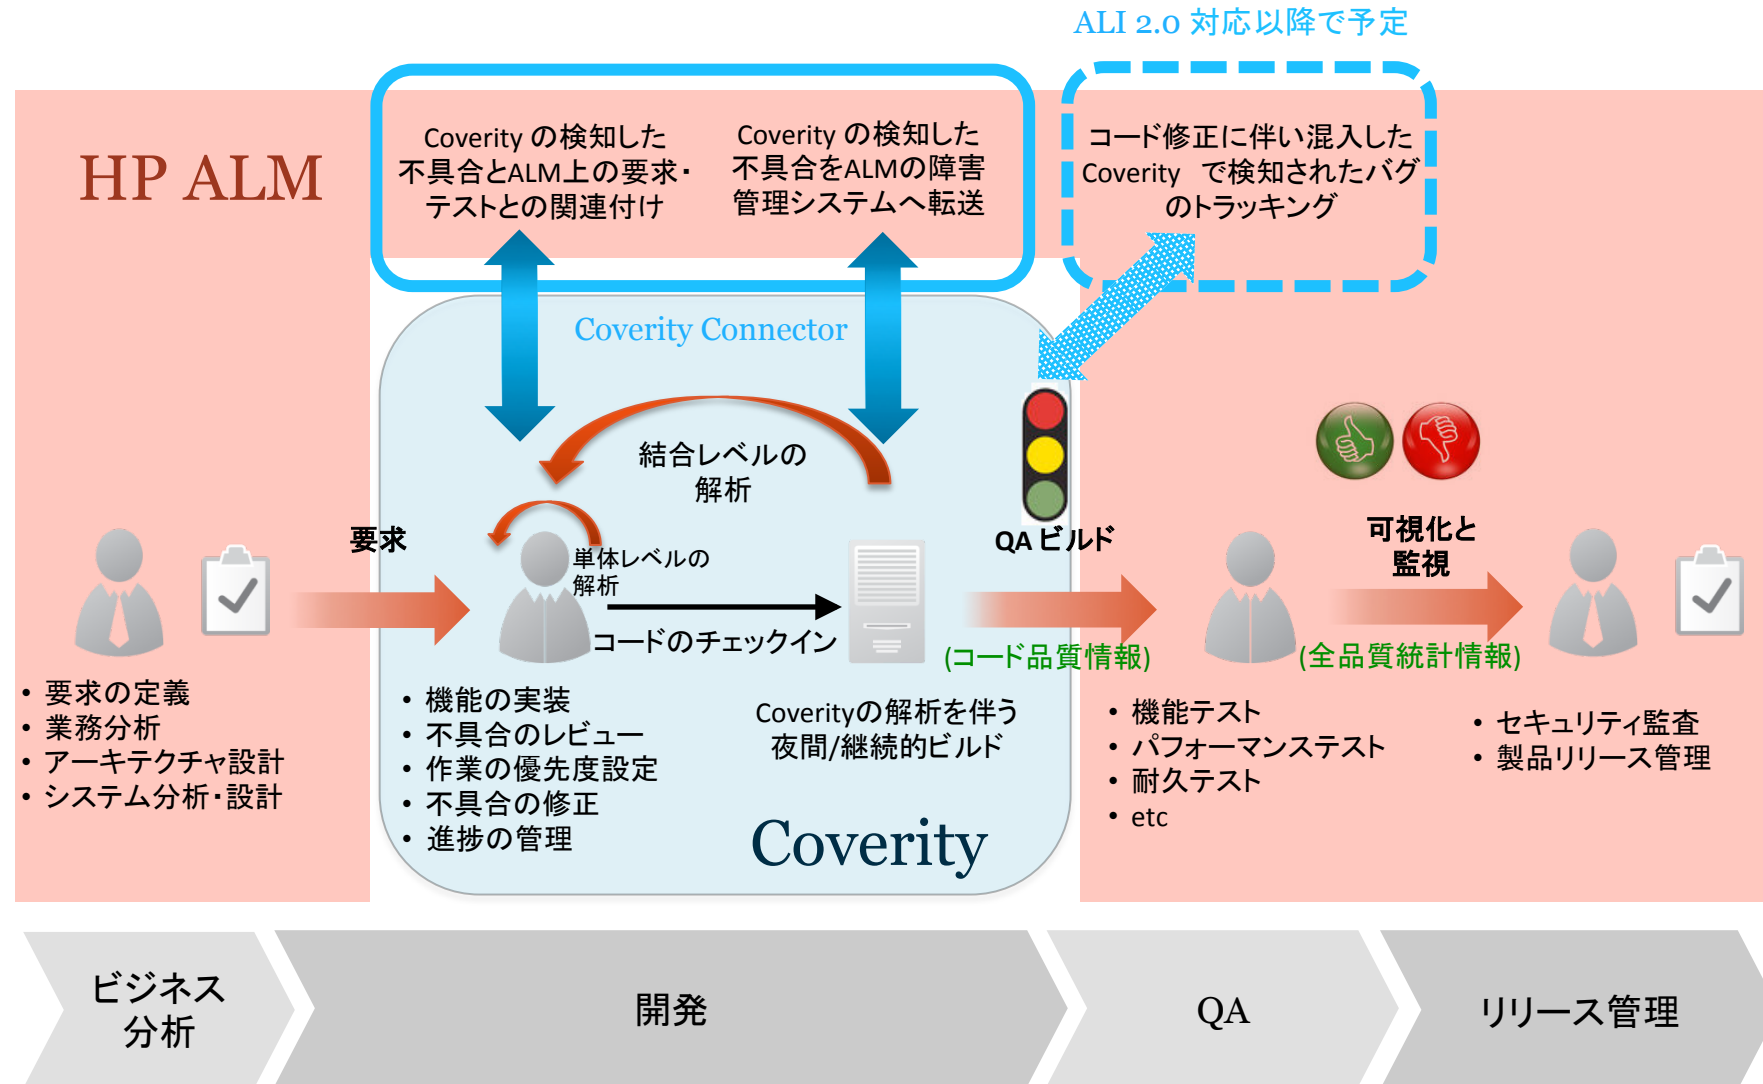 ALI 2.0 対応以降で予定
HP ALM
Coverity の検知した
不具合とALM上の要求・
テストとの関連付け
Coverity の検知した
不具合をALMの障害
管理システムへ転送
コード修正に伴い混入した
Coverity で検知されたバグ
のトラッキング
Coverity Connector
結合レベルの
解析
要求
単体レベルの
解析
コードのチェックイン
QA ビルド
(コード品質情報)
可視化と
監視
(全品質統計情報)
• 要求の定義
• 業務分析
• アーキテクチャ設計
• システム分析・設計
• 機能の実装
• 不具合のレビュー
• 作業の優先度設定
• 不具合の修正
• 進捗の管理
Coverityの解析を伴う
夜間/継続的ビルド
Coverity
• 機能テスト
• パフォーマンステスト
• 耐久テスト
• etc
• セキュリティ監査
• 製品リリース管理
ビジネス
分析
開発
QA
リリース管理